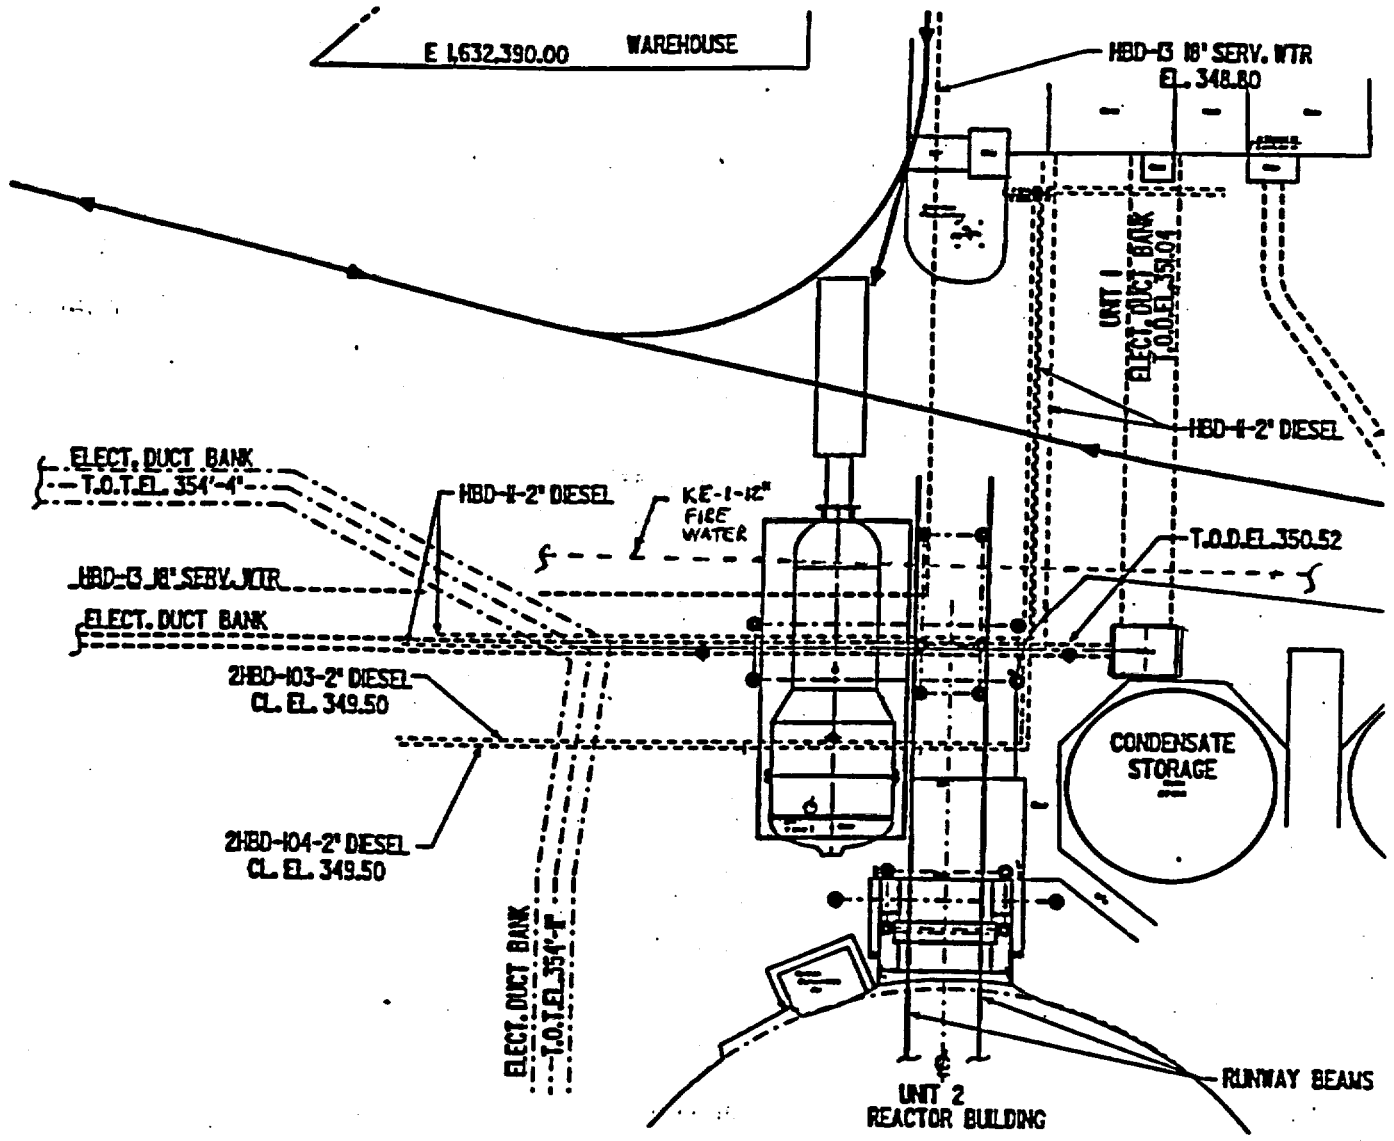 E 1,632,390.00
WAREHOUSE
HBD-13 18" SERV. WTR
EL. 348.80
UNIT 1
ELECT. DUCT BANK
T.O.D.EL.351.04
HBD-11-2" DIESEL
ELECT. DUCT BANK
T.O.T.EL. 354'-4"
HBD-11-2" DIESEL
KE-1-12"
FIRE
WATER
T.O.D.EL.350.52
HBD-13 18" SERV. WTR
ELECT. DUCT BANK
2HBD-103-2" DIESEL
CL. EL. 349.50
CONDENSATE
STORAGE
2HBD-104-2" DIESEL
CL. EL. 349.50
ELECT. DUCT BANK
RUNWAY BEAMS
UNIT 2
REACTOR BUILDING